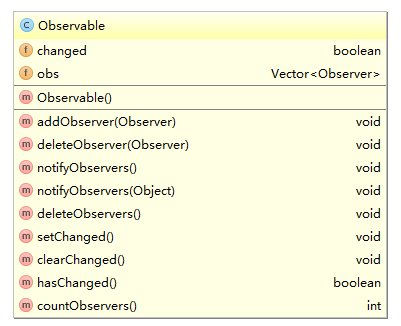 C Observable
f changed boolean
f obs Vector<Observer>
m Observable()
m addObserver(Observer) void
m deleteObserver(Observer) void
m notifyObservers() void
m notifyObservers(Object) void
m deleteObservers() void
m setChanged() void
m clearChanged() void
m hasChanged() boolean
m countObservers() int